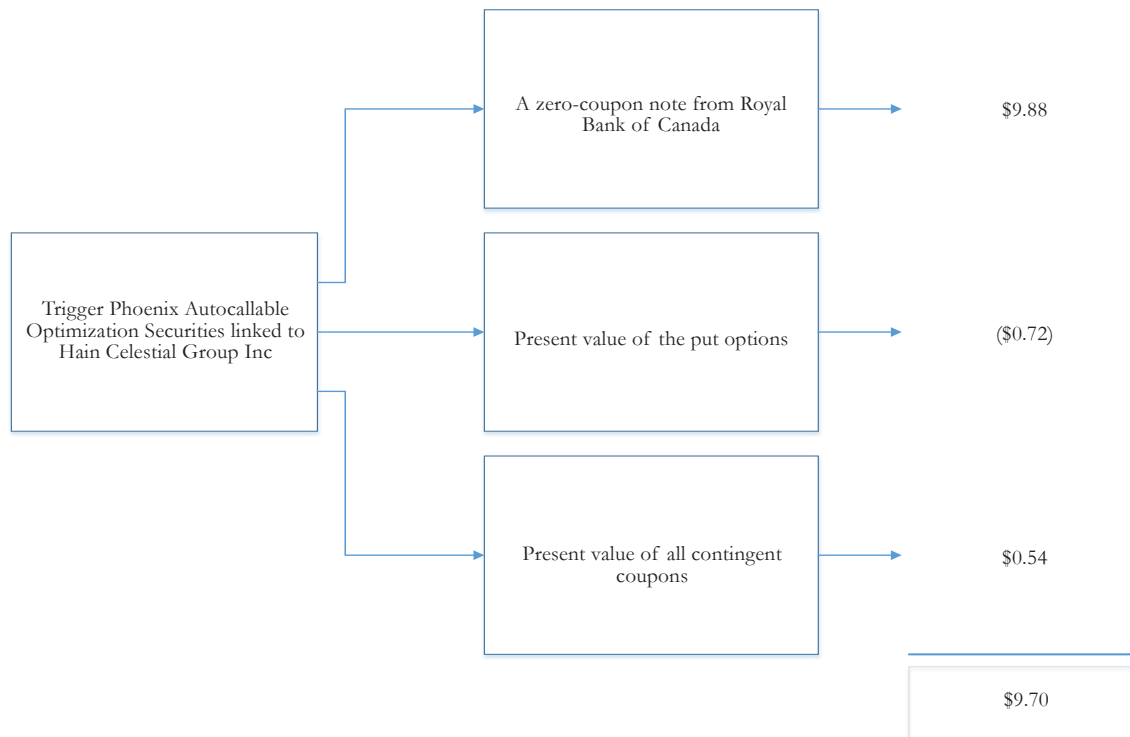 A zero-coupon note from Royal
Bank of Canada
$9.88
Trigger Phoenix Autocallable
Optimization Securities linked to
Hain Celestial Group Inc
Present value of the put options
($0.72)
Present value of all contingent
coupons
$0.54
$9.70